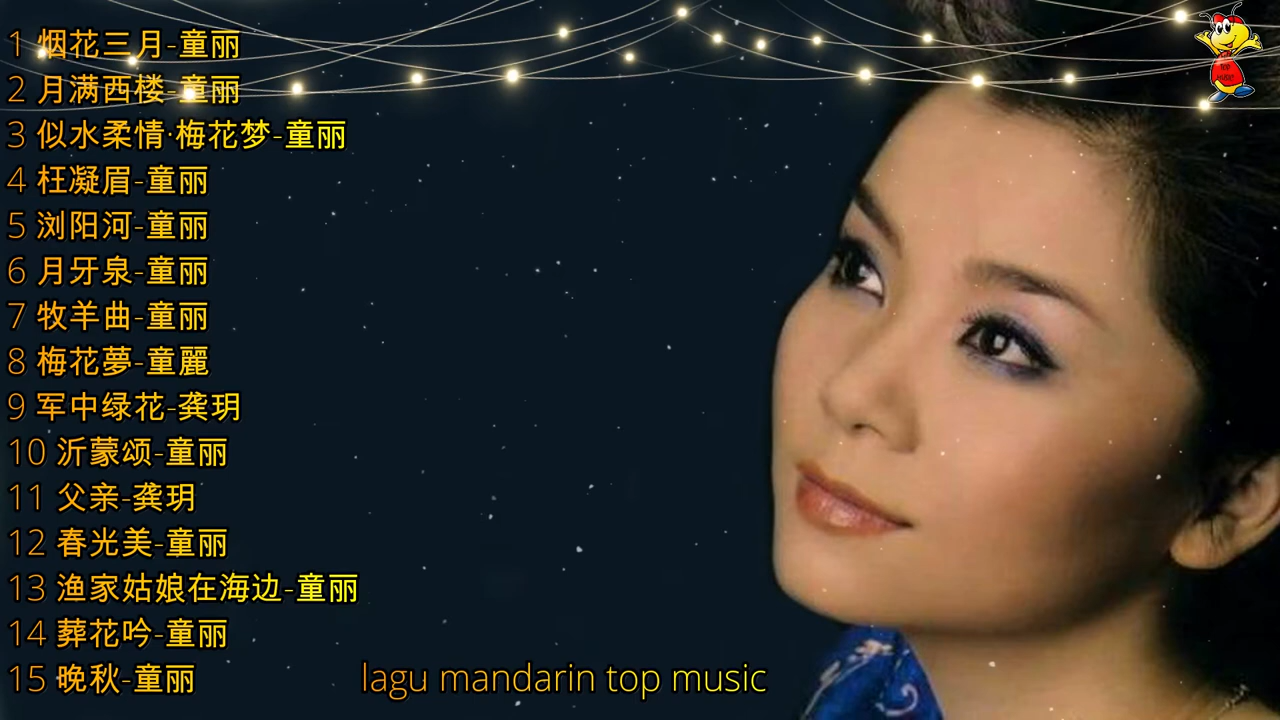 1 烟花三月-童丽
2 月满西楼-童丽
3 似水柔情·梅花梦-童丽
4 枉凝眉-童丽
5 浏阳河-童丽
6 月牙泉-童丽
7 牧羊曲-童丽
8 梅花夢-童麗
9 军中绿花-龚玥
10 沂蒙颂-童丽
11 父亲-龚玥
12 春光美-童丽
13 渔家姑娘在海边-童丽
14 葬花吟-童丽
15 晚秋-童丽
lagu mandarin top music
TOP
MUSIC